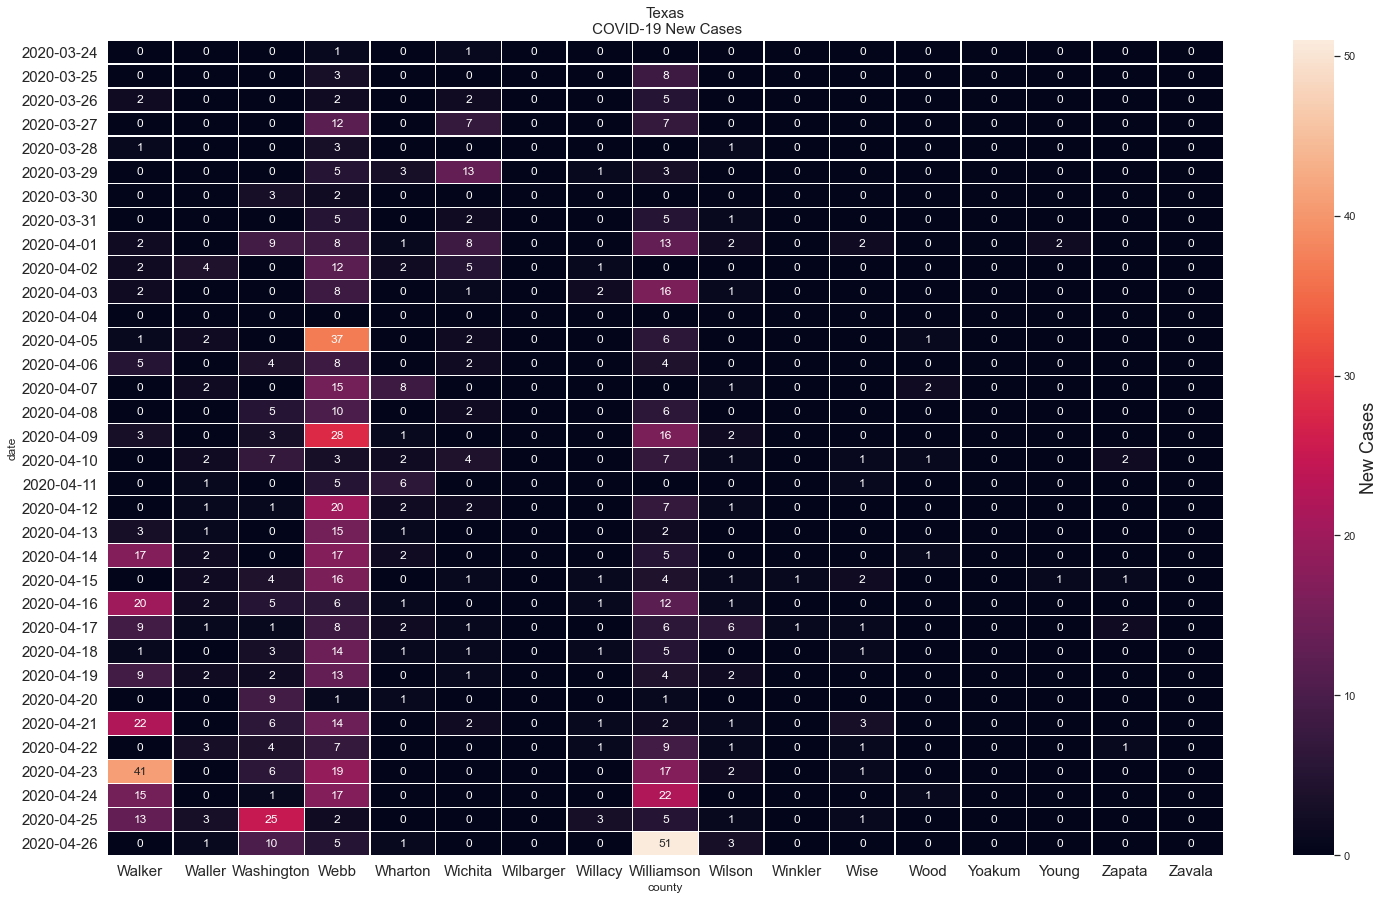 Texas
COVID-19 New Cases
2020-03-24 0 0 0 1 0 1 0 0 0 0 0 0 0 0 0 0 0
2020-03-25 0 0 0 3 0 0 0 0 8 0 0 0 0 0 0 0 0
2020-03-26 2 0 0 2 0 2 0 0 5 0 0 0 0 0 0 0 0
2020-03-27 0 0 0 12 0 7 0 0 7 0 0 0 0 0 0 0 0
2020-03-28 1 0 0 3 0 0 0 0 0 1 0 0 0 0 0 0 0
2020-03-29 0 0 0 5 3 13 0 1 3 0 0 0 0 0 0 0 0
2020-03-30 0 0 3 2 0 0 0 0 0 0 0 0 0 0 0 0 0
2020-03-31 0 0 0 5 0 2 0 0 5 1 0 0 0 0 0 0 0
2020-04-01 2 0 9 8 1 8 0 0 13 2 0 2 0 0 2 0 0
2020-04-02 2 4 0 12 2 5 0 1 0 0 0 0 0 0 0 0 0
2020-04-03 2 0 0 8 0 1 0 2 16 1 0 0 0 0 0 0 0
2020-04-04 0 0 0 0 0 0 0 0 0 0 0 0 0 0 0 0 0
2020-04-05 1 2 0 37 0 2 0 0 6 0 0 0 1 0 0 0 0
2020-04-06 5 0 4 8 0 2 0 0 4 0 0 0 0 0 0 0 0
2020-04-07 0 2 0 15 8 0 0 0 0 1 0 0 2 0 0 0 0
2020-04-08 0 0 5 10 0 2 0 0 6 0 0 0 0 0 0 0 0
2020-04-09 3 0 3 28 1 0 0 0 16 2 0 0 0 0 0 0 0
2020-04-10 0 2 7 3 2 4 0 0 7 1 0 1 1 0 0 2 0
2020-04-11 0 1 0 5 6 0 0 0 0 0 0 1 0 0 0 0 0
2020-04-12 0 1 1 20 2 2 0 0 7 1 0 0 0 0 0 0 0
2020-04-13 3 1 0 15 1 0 0 0 2 0 0 0 0 0 0 0 0
2020-04-14 17 2 0 17 2 0 0 0 5 0 0 0 1 0 0 0 0
2020-04-15 0 2 4 16 0 1 0 1 4 1 1 2 0 0 1 1 0
2020-04-16 20 2 5 6 1 0 0 1 12 1 0 0 0 0 0 0 0
2020-04-17 9 1 1 8 2 1 0 0 6 6 1 1 0 0 0 2 0
2020-04-18 1 0 3 14 1 1 0 1 5 0 0 1 0 0 0 0 0
2020-04-19 9 2 2 13 0 1 0 0 4 2 0 0 0 0 0 0 0
2020-04-20 0 0 9 1 1 0 0 0 1 0 0 0 0 0 0 0 0
2020-04-21 22 0 6 14 0 2 0 1 2 1 0 3 0 0 0 0 0
2020-04-22 0 3 4 7 0 0 0 1 9 1 0 1 0 0 0 1 0
2020-04-23 41 0 6 19 0 0 0 0 17 2 0 1 0 0 0 0 0
2020-04-24 15 0 1 17 0 0 0 0 22 0 0 0 1 0 0 0 0
2020-04-25 13 3 25 2 0 0 0 3 5 1 0 1 0 0 0 0 0
2020-04-26 0 1 10 5 1 0 0 0 51 3 0 0 0 0 0 0 0
Walker Waller Washington Webb Wharton Wichita Wilbarger Willacy Williamson Wilson Winkler Wise Wood Yoakum Young Zapata Zavala
county
date
50
40
30
20
10
0
New Cases